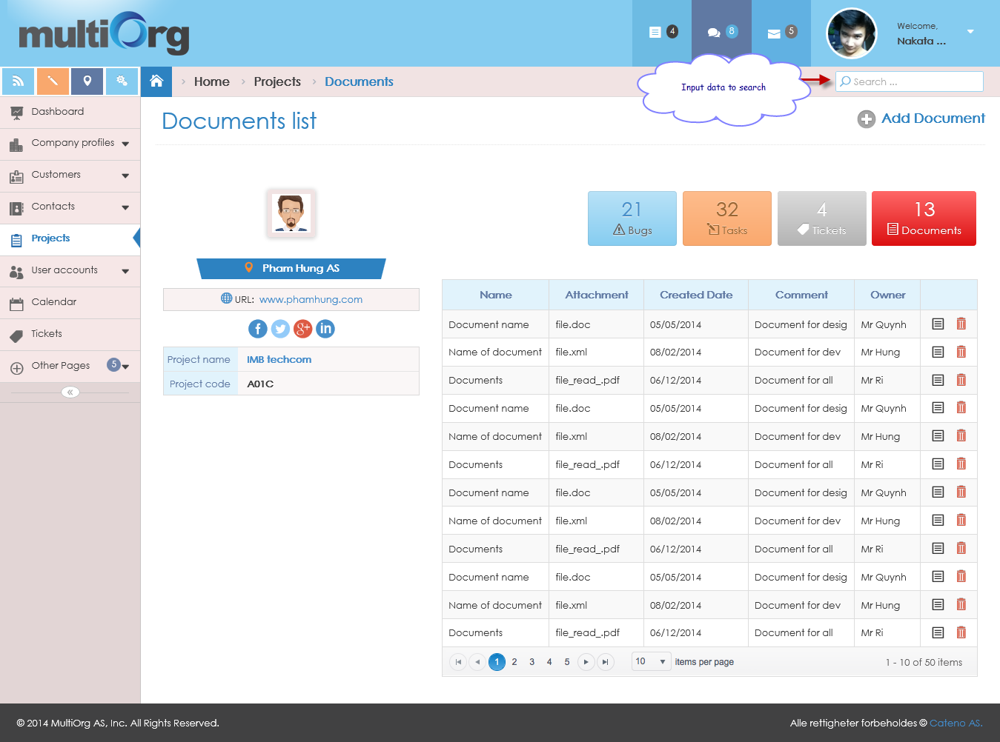 multiOrg
4
8
5
Welcome,
Nakata ...
Home
Projects
Documents
Input data to search
Search ...
Dashboard
Company profiles
Customers
Contacts
Projects
User accounts
Calendar
Tickets
Other Pages 5
Documents list
Add Document
21
Bugs
32
Tasks
4
Tickets
13
Documents
Pham Hung AS
URL: www.phamhung.com
Project name IMB techcom
Project code A01C
Name Attachment Created Date Comment Owner
Document name file.doc 05/05/2014 Document for desig Mr Quynh
Name of document file.xml 08/02/2014 Document for dev Mr Hung
Documents file_read_.pdf 06/12/2014 Document for all Mr Ri
Document name file.doc 05/05/2014 Document for desig Mr Quynh
Name of document file.xml 08/02/2014 Document for dev Mr Hung
Documents file_read_.pdf 06/12/2014 Document for all Mr Ri
Document name file.doc 05/05/2014 Document for desig Mr Quynh
Name of document file.xml 08/02/2014 Document for dev Mr Hung
Documents file_read_.pdf 06/12/2014 Document for all Mr Ri
Document name file.doc 05/05/2014 Document for desig Mr Quynh
Name of document file.xml 08/02/2014 Document for dev Mr Hung
Documents file_read_.pdf 06/12/2014 Document for all Mr Ri
1 2 3 4 5 10 items per page 1 - 10 of 50 items
© 2014 MultiOrg AS, Inc. All Rights Reserved.
Alle rettigheter forbeholdes © Cateno AS.